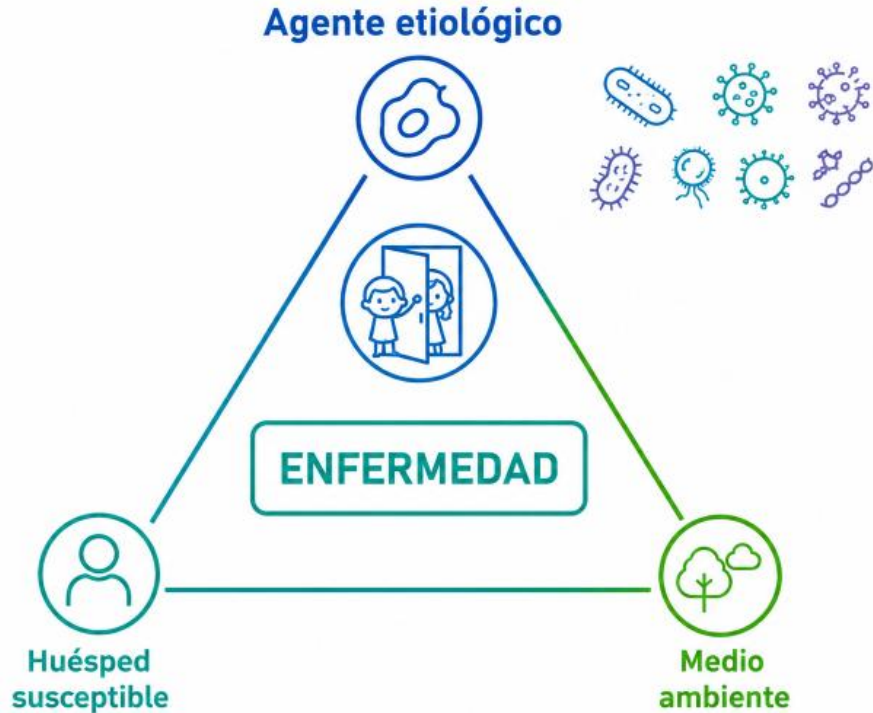 Agente etiológico
ENFERMEDAD
Huésped
susceptible
Medio
ambiente